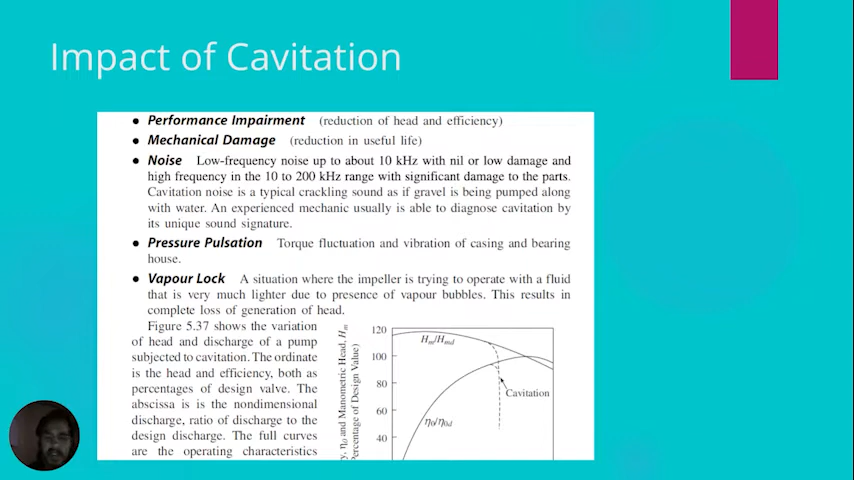 Impact of Cavitation
● Performance Impairment (reduction of head and efficiency)
● Mechanical Damage (reduction in useful life)
● Noise Low-frequency noise up to about 10 kHz with nil or low damage and
high frequency in the 10 to 200 kHz range with significant damage to the parts.
Cavitation noise is a typical crackling sound as if gravel is being pumped along
with water. An experienced mechanic usually is able to diagnose cavitation by
its unique sound signature.
● Pressure Pulsation Torque fluctuation and vibration of casing and bearing
house.
● Vapour Lock A situation where the impeller is trying to operate with a fluid
that is very much lighter due to presence of vapour bubbles. This results in
complete loss of generation of head.
Figure 5.37 shows the variation
of head and discharge of a pump
subjected to cavitation. The ordinate
is the head and efficiency, both as
percentages of design valve. The
abscissa is is the nondimensional
discharge, ratio of discharge to the
design discharge. The full curves
are the operating characteristics
y, η0 and Manometric Head, Hm
Percentage of Design Value)
120
100
80
60
40
Hm/Hmd
Cavitation
η0/η0d